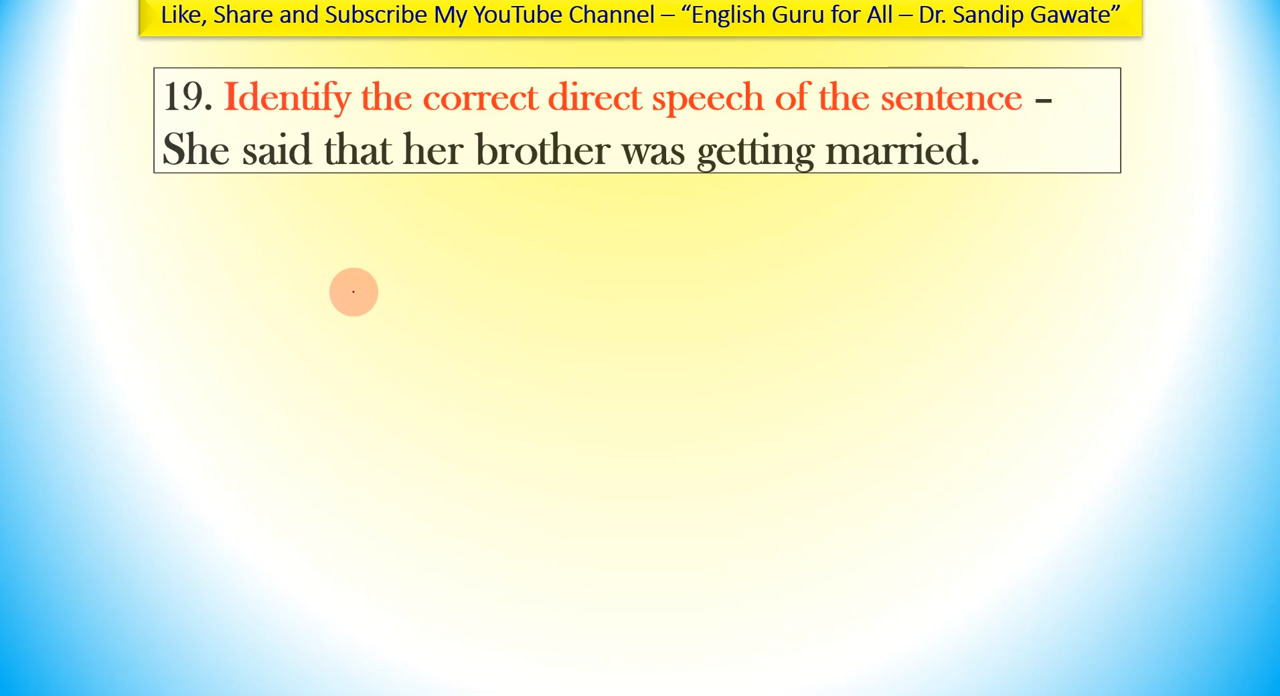 Like, Share and Subscribe My YouTube Channel – “English Guru for All – Dr. Sandip Gawate”
19. Identify the correct direct speech of the sentence –
She said that her brother was getting married.